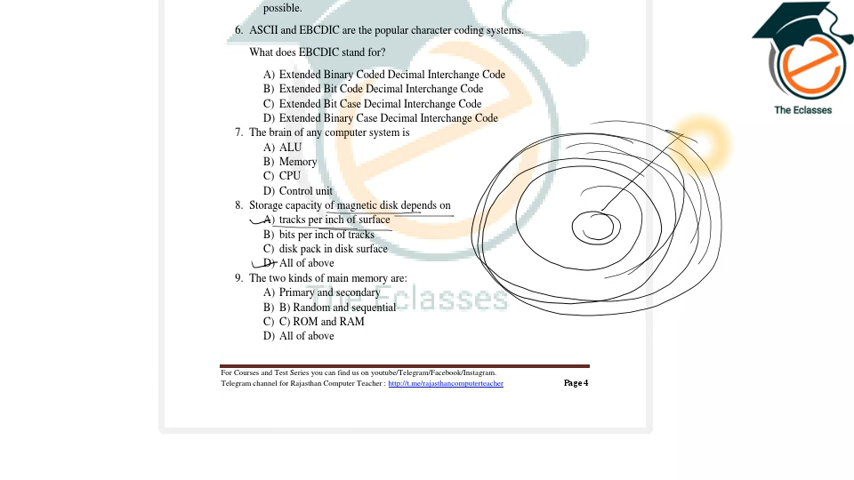 possible.
6. ASCII and EBCDIC are the popular character coding systems.
What does EBCDIC stand for?
A) Extended Binary Coded Decimal Interchange Code
B) Extended Bit Code Decimal Interchange Code
C) Extended Bit Case Decimal Interchange Code
D) Extended Binary Case Decimal Interchange Code
7. The brain of any computer system is
A) ALU
B) Memory
C) CPU
D) Control unit
8. Storage capacity of magnetic disk depends on
A) tracks per inch of surface
B) bits per inch of tracks
C) disk pack in disk surface
D) All of above
9. The two kinds of main memory are:
A) Primary and secondary
B) B) Random and sequential
C) C) ROM and RAM
D) All of above
The Eclasses
For Courses and Test Series you can find us on youtube/Telegram/Facebook/Instagram.
Telegram channel for Rajasthan Computer Teacher : http://t.me/rajasthancomputerteacher Page 4
The Eclasses